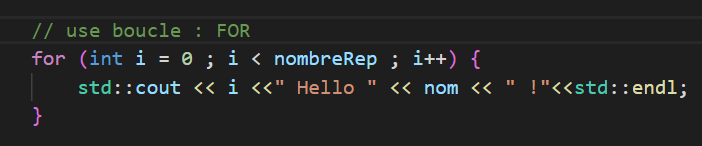 // use boucle : FOR
for (int i = 0 ; i < nombreRep ; i++) {
std::cout << i <<" Hello " << nom << " !"<<std::endl;
}